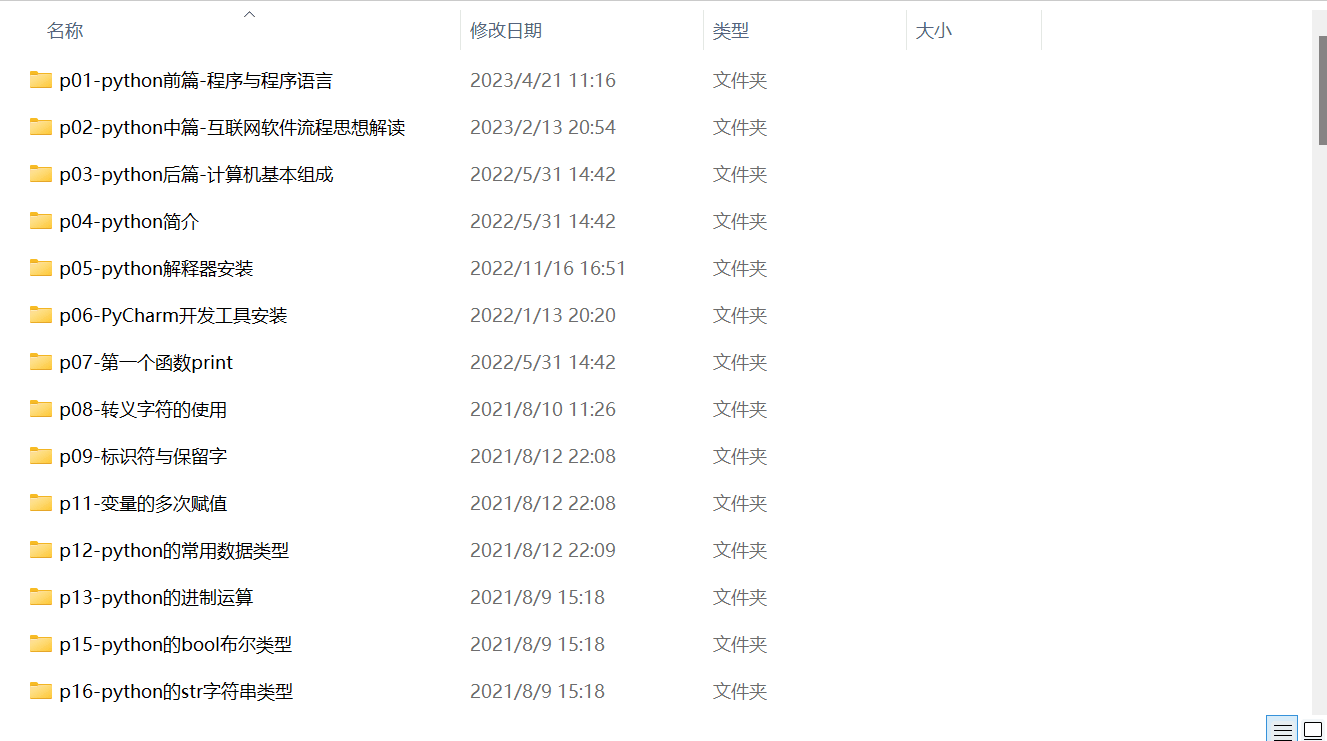 名称 修改日期 类型 大小
p01-python前篇-程序与程序语言 2023/4/21 11:16 文件夹
p02-python中篇-互联网软件流程思想解读 2023/2/13 20:54 文件夹
p03-python后篇-计算机基本组成 2022/5/31 14:42 文件夹
p04-python简介 2022/5/31 14:42 文件夹
p05-python解释器安装 2022/11/16 16:51 文件夹
p06-PyCharm开发工具安装 2022/1/13 20:20 文件夹
p07-第一个函数print 2022/5/31 14:42 文件夹
p08-转义字符的使用 2021/8/10 11:26 文件夹
p09-标识符与保留字 2021/8/12 22:08 文件夹
p11-变量的多次赋值 2021/8/12 22:08 文件夹
p12-python的常用数据类型 2021/8/12 22:09 文件夹
p13-python的进制运算 2021/8/9 15:18 文件夹
p15-python的bool布尔类型 2021/8/9 15:18 文件夹
p16-python的str字符串类型 2021/8/9 15:18 文件夹